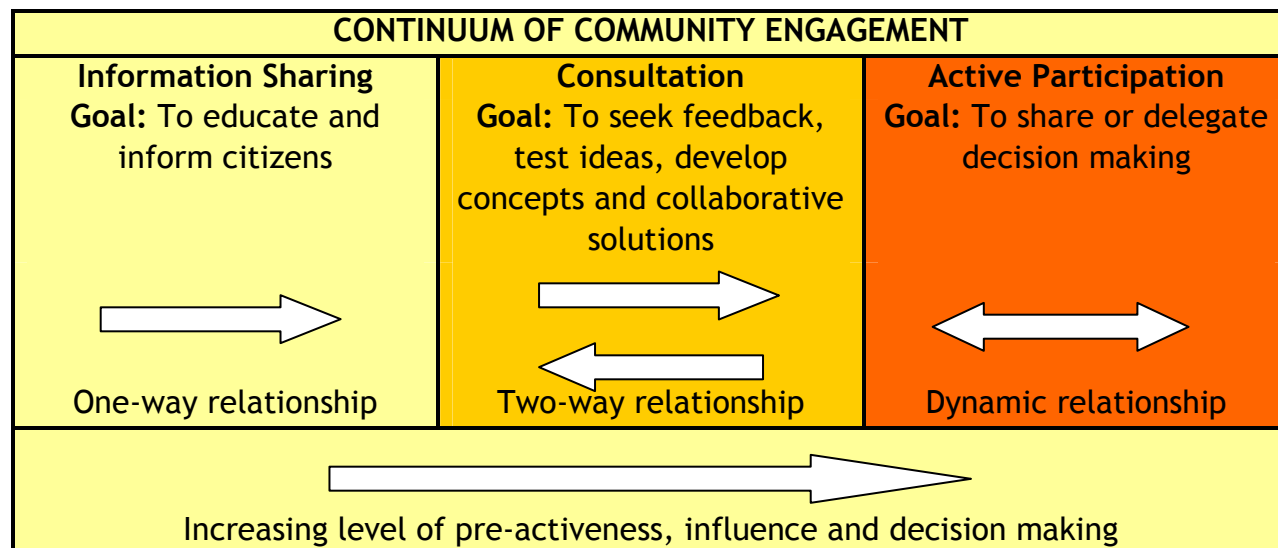 CONTINUUM OF COMMUNITY ENGAGEMENT
Information Sharing
Goal: To educate and
inform citizens
One-way relationship
Consultation
Goal: To seek feedback,
test ideas, develop
concepts and collaborative
solutions
Two-way relationship
Active Participation
Goal: To share or delegate
decision making
Dynamic relationship
Increasing level of pre-activeness, influence and decision making